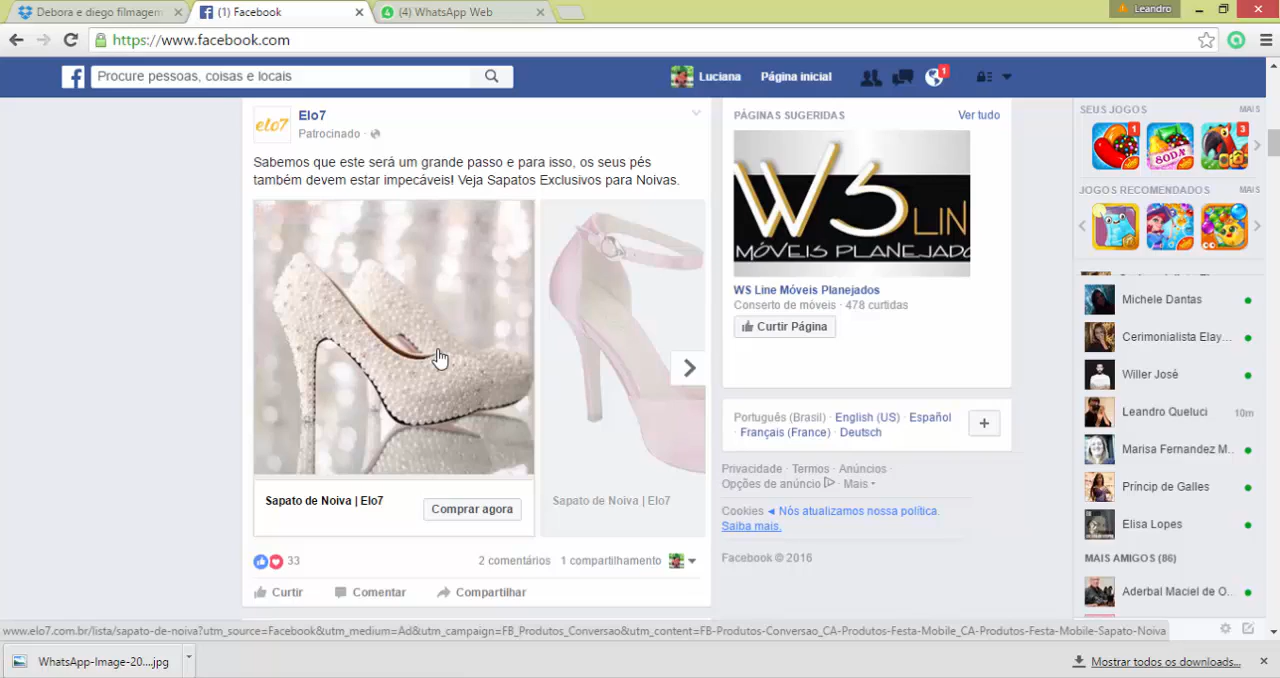 Debora e diego filmagem
(1) Facebook
(4) WhatsApp Web
Leandro
https://www.facebook.com
Procure pessoas, coisas e locais
Luciana
Página inicial
1
elo7
Elo7
Patrocinado
Sabemos que este será um grande passo e para isso, os seus pés
também devem estar impecáveis! Veja Sapatos Exclusivos para Noivas.
Sapato de Noiva | Elo7
Comprar agora
Sapato de Noiva | Elo7
33
2 comentários 1 compartilhamento
Curtir
Comentar
Compartilhar
PÁGINAS SUGERIDAS
Ver tudo
WS LIN
MÓVEIS PLANEJADO
WS Line Móveis Planejados
Conserto de móveis · 478 curtidas
Curtir Página
Português (Brasil) · English (US) · Español
· Français (France) · Deutsch
Privacidade · Termos · Anúncios ·
Opções de anúncio Mais
Cookies Nós atualizamos nossa política.
Saiba mais.
Facebook © 2016
SEUS JOGOS
MAIS
1
SODA
3
JOGOS RECOMENDADOS
MAIS
Michele Dantas
Cerimonialista Elay...
Willer José
Leandro Queluci
10m
Marisa Fernandez M...
Príncip de Galles
Elisa Lopes
MAIS AMIGOS (86)
Aderbal Maciel de O...
www.elo7.com.br/lista/sapato-de-noiva?utm_source=Facebook&utm_medium=Ad&utm_campaign=FB_Produtos_Conversao&utm_content=FB-Produtos-Conversao_CA-Produtos-Festa-Mobile_CA-Produtos-Festa-Mobile-Sapato-Noiva
WhatsApp-Image-20....jpg
Mostrar todos os downloads...